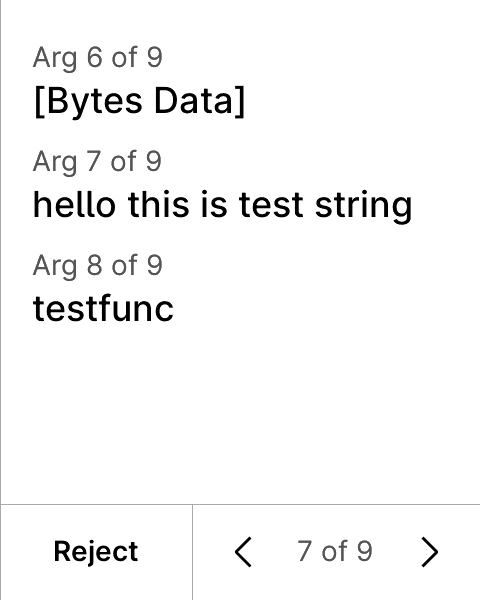 Arg 6 of 9
[Bytes Data]
Arg 7 of 9
hello this is test string
Arg 8 of 9
testfunc
Reject
7 of 9